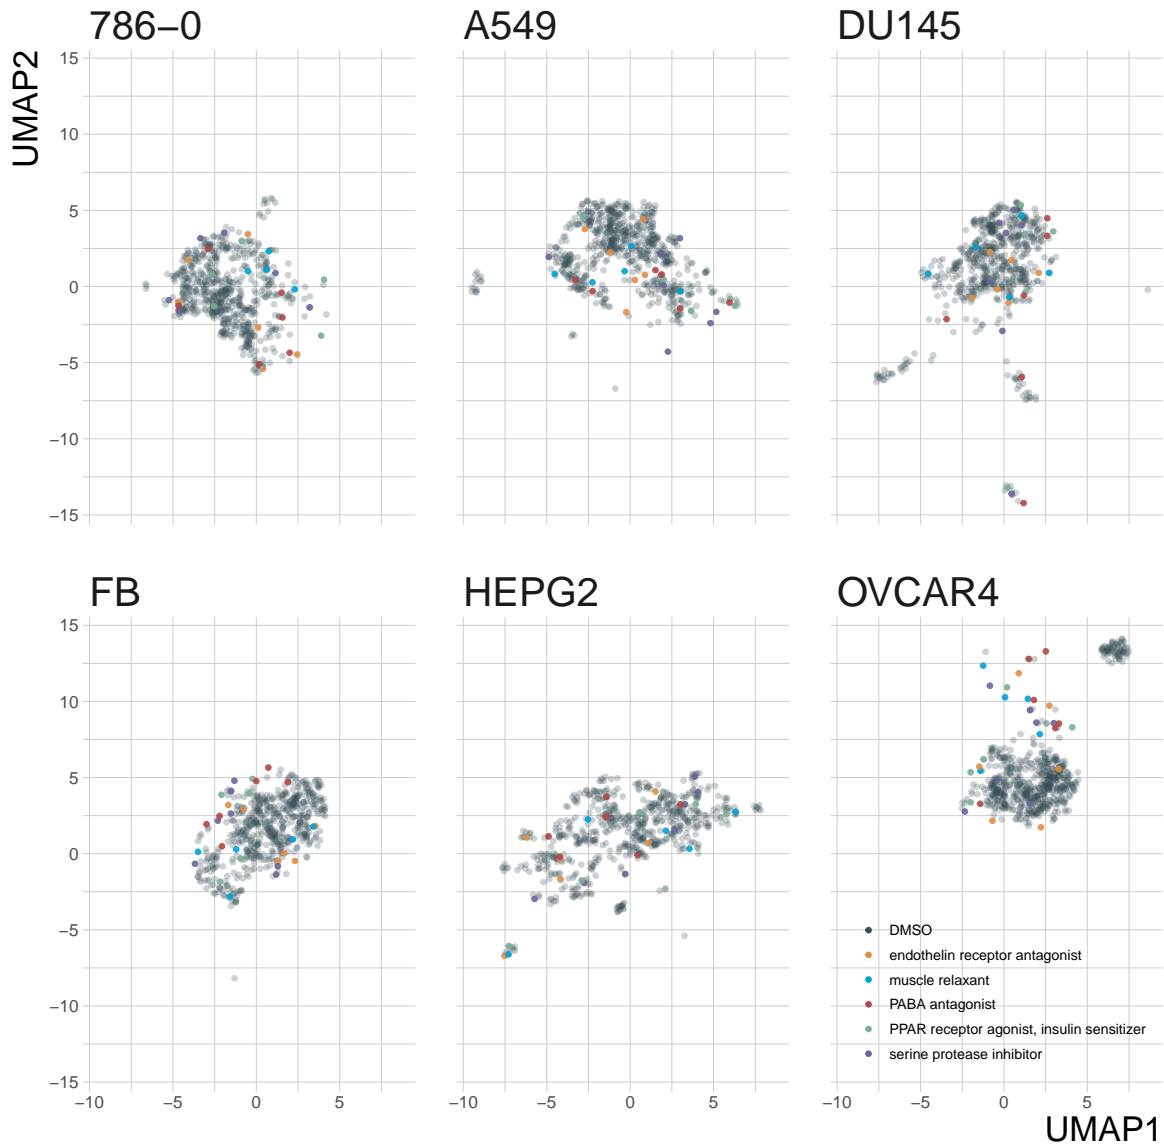 786−0
A549
DU145
UMAP2
15
10
5
0
−5
−10
−15
FB
HEPG2
OVCAR4
15
10
5
0
−5
−10
−15
DMSO
endothelin receptor antagonist
muscle relaxant
PABA antagonist
PPAR receptor agonist, insulin sensitizer
serine protease inhibitor
−10 −5 0 5 −10 −5 0 5 −10 −5 0 5
UMAP1